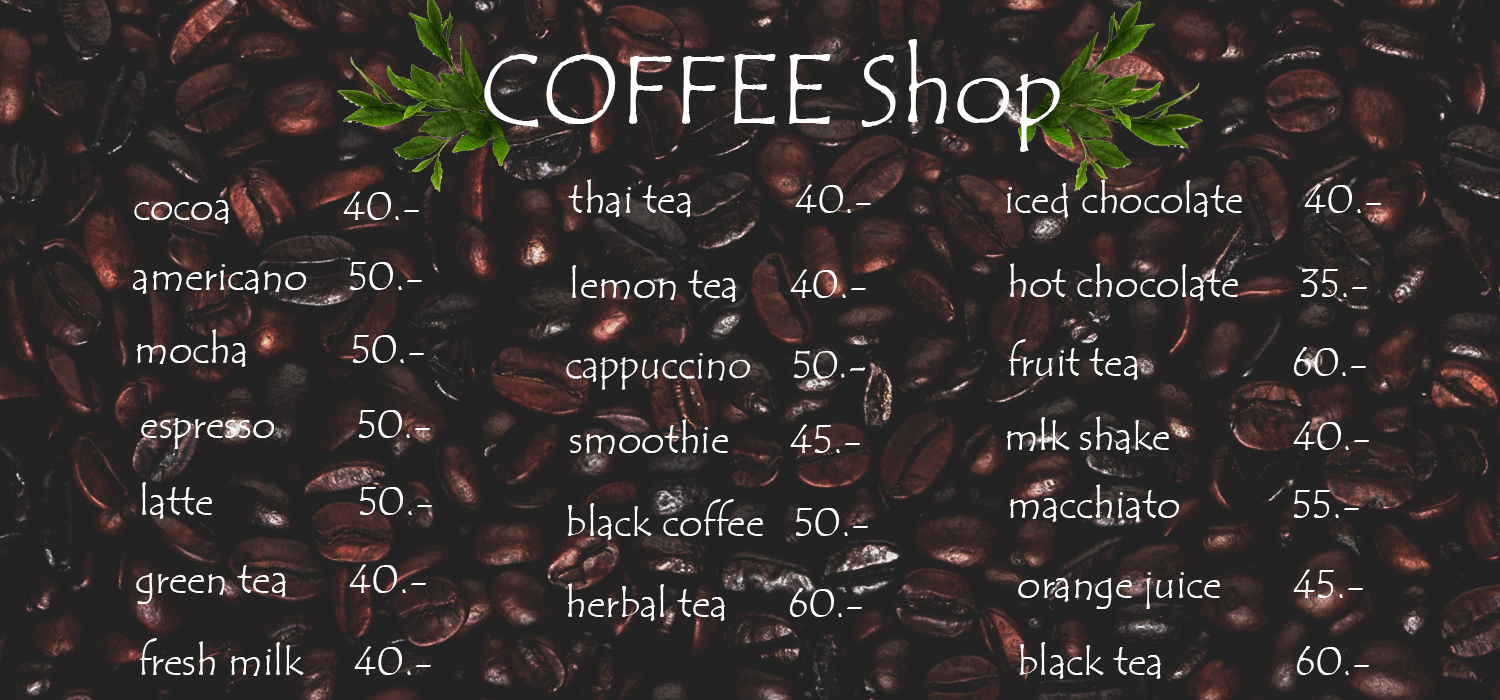 COFFEE Shop
cocoa 40.-
americano 50.-
mocha 50.-
espresso 50.-
latte 50.-
green tea 40.-
fresh milk 40.-
thai tea 40.-
lemon tea 40.-
cappuccino 50.-
smoothie 45.-
black coffee 50.-
herbal tea 60.-
iced chocolate 40.-
hot chocolate 35.-
fruit tea 60.-
mlk shake 40.-
macchiato 55.-
orange juice 45.-
black tea 60.-